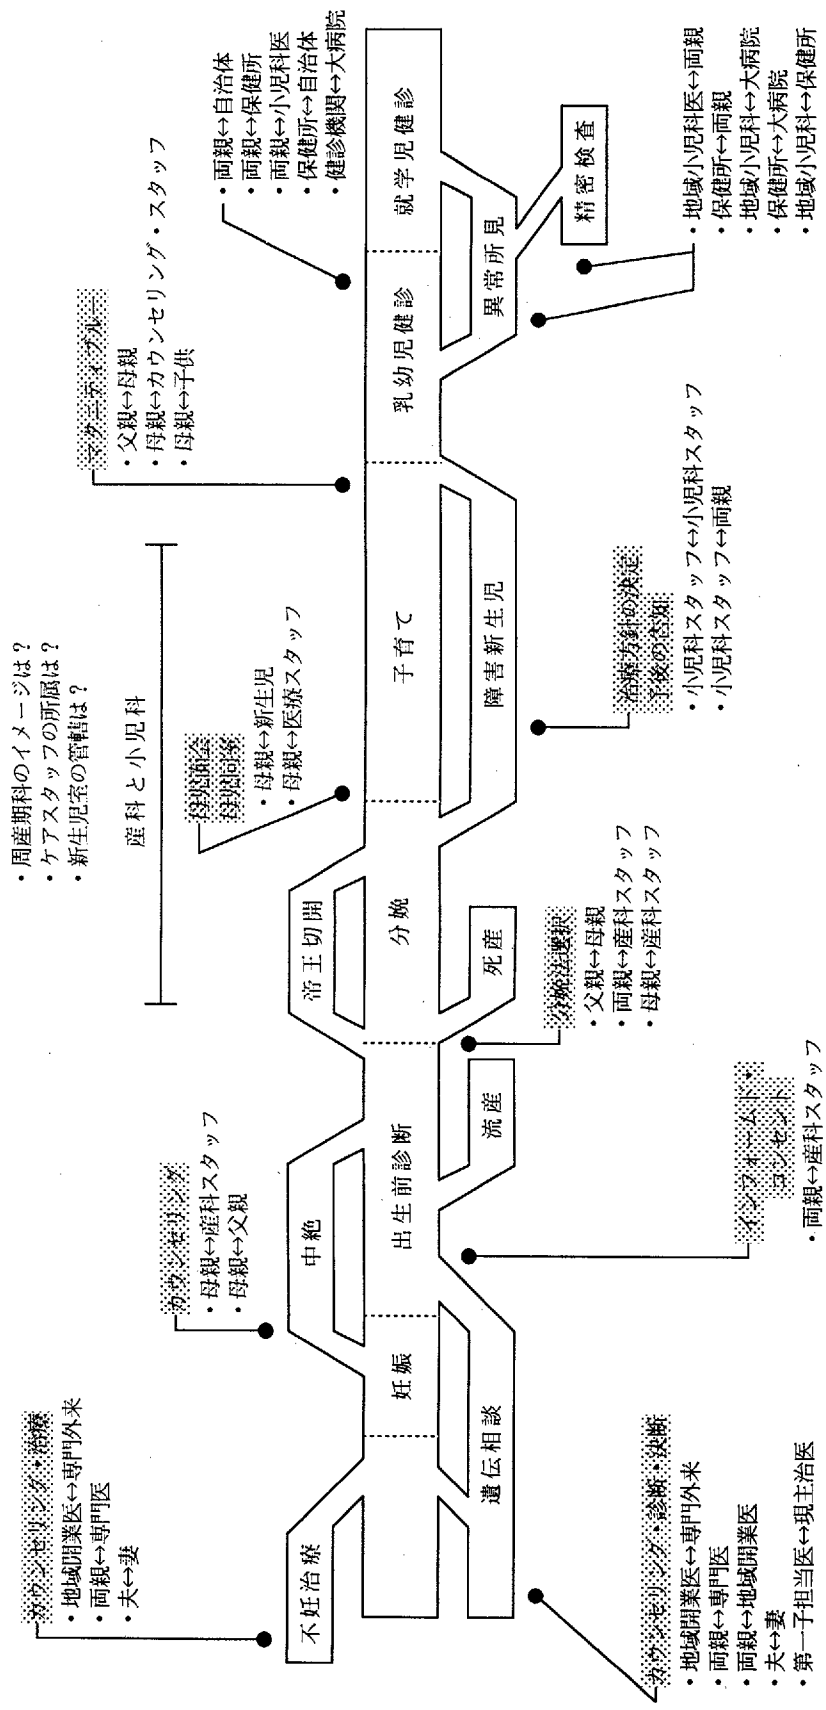 カウンセリング・治療
・地域開業医↔専門外来
・両親↔専門医
・夫↔妻
カウンセリング
・母親↔産科スタッフ
・母親↔父親
・周産期科のイメージは？
・ケアスタッフの所属は？
・新生児室の管轄は？
産科と小児科
母児面会
母児同室
・母親↔新生児
・母親↔医療スタッフ
マタニティブルー
・父親↔母親
・母親↔カウンセリング・スタッフ
・母親↔子供
・両親↔自治体
・両親↔保健所
・両親↔小児科医
・保健所↔自治体
・健診機関↔大病院
不妊治療
中絶
帝王切開
妊娠
出生前診断
分娩
子育て
乳幼児健診
就学児健診
遺伝相談
流産
死産
障害新生児
異常所見
精密検査
カウンセリング・診断・決断
・地域開業医↔専門外来
・両親↔専門医
・両親↔地域開業医
・夫↔妻
・第一子担当医↔現主治医
インフォームド・
コンセント
・両親↔産科スタッフ
分娩法選択
・父親↔母親
・両親↔産科スタッフ
・母親↔産科スタッフ
治療方針の決定
予後の告知
・小児科スタッフ↔小児科スタッフ
・小児科スタッフ↔両親
・地域小児科医↔両親
・保健所↔両親
・地域小児科↔大病院
・保健所↔大病院
・地域小児科↔保健所